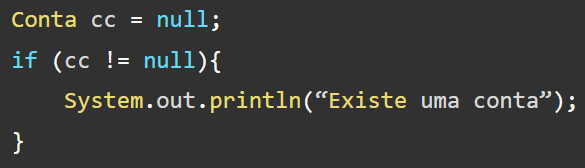 Conta cc = null;
if (cc != null){
    System.out.println(“Existe uma conta”);
}